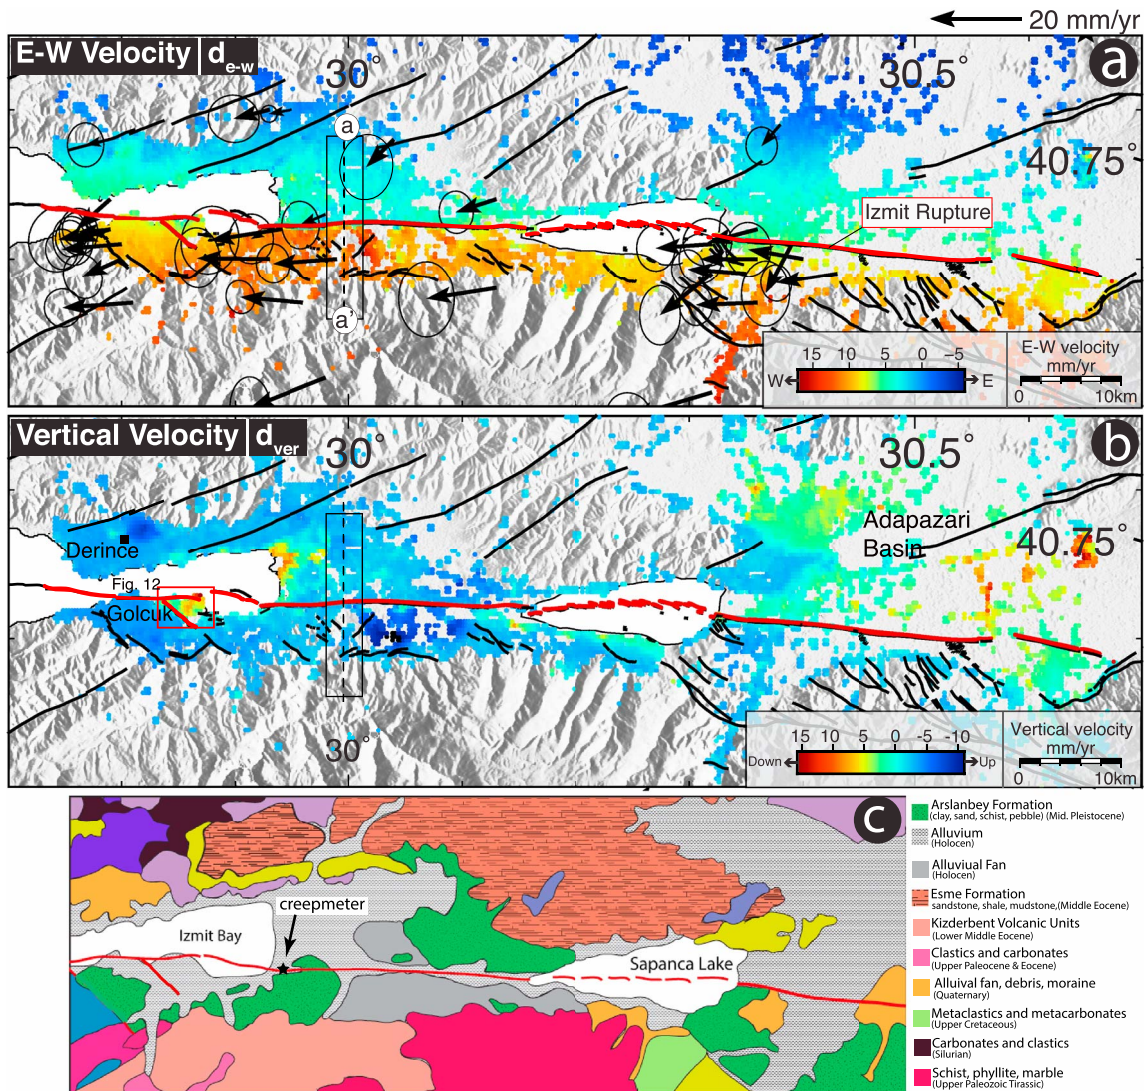 20 mm/yr
E-W Velocity d e-w
a
30°
30.5°
40.75°
a
a'
Izmit Rupture
15 10 5 0 -5
W E
E-W velocity
mm/yr
0 10km
Vertical Velocity d ver
b
30°
30.5°
40.75°
Derince
Fig. 12
Golcuk
Adapazari
Basin
30°
15 10 5 0 -5 -10
Down Up
Vertical velocity
mm/yr
0 10km
c
creepmeter
Izmit Bay
Sapanca Lake
Arslanbey Formation
(clay, sand, schist, pebble) (Mid. Pleistocene)
Alluvium
(Holocen)
Alluviual Fan
(Holocen)
Esme Formation
sandstone, shale, mudstone,(Middle Eocene)
Kizderbent Volcanic Units
(Lower Middle Eocene)
Clastics and carbonates
(Upper Paleocene & Eocene)
Alluival fan, debris, moraine
(Quaternary)
Metaclastics and metacarbonates
(Upper Cretaceous)
Carbonates and clastics
(Silurian)
Schist, phyllite, marble
(Upper Paleozoic Tirassic)